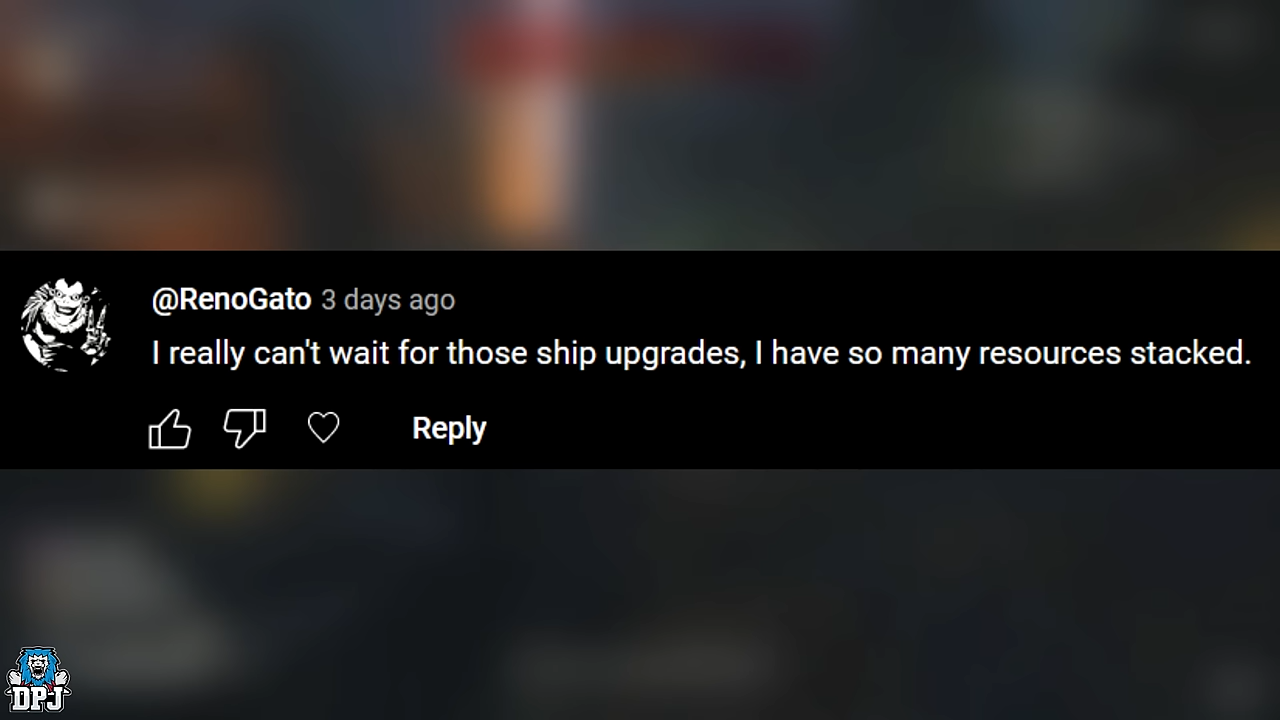 @RenoGato 3 days ago
I really can't wait for those ship upgrades, I have so many resources stacked.
Reply
DPJ